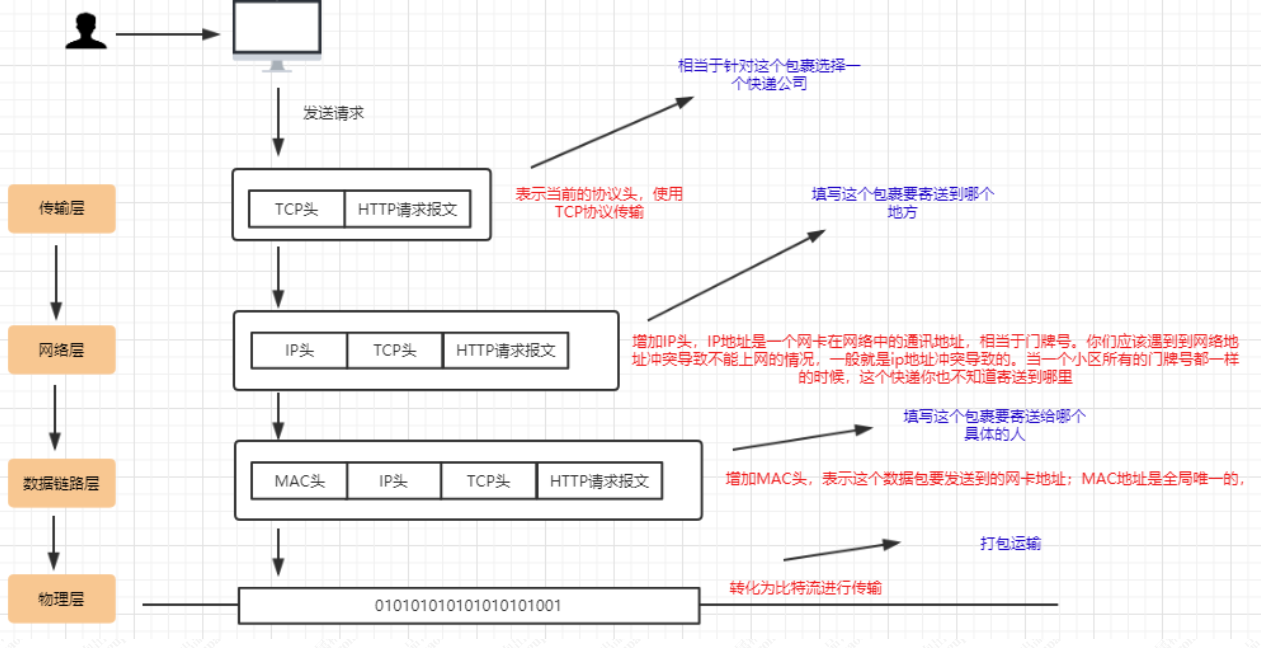 相当于针对这个包裹选择一
个快递公司
发送请求
传输层
TCP头
HTTP请求报文
表示当前的协议头，使用
TCP协议传输
填写这个包裹要寄送到哪个
地方
网络层
IP头
TCP头
HTTP请求报文
增加IP头，IP地址是一个网卡在网络中的通讯地址，相当于门牌号。你们应该遇到到网络地
址冲突导致不能上网的情况，一般就是ip地址冲突导致的。当一个小区所有的门牌号都一样
的时候，这个快递你也不知道寄送到哪里
填写这个包裹要寄送给哪个
具体的人
数据链路层
MAC头
IP头
TCP头
HTTP请求报文
增加MAC头，表示这个数据包要发送到的网卡地址；MAC地址是全局唯一的，
打包运输
物理层
转化为比特流进行传输
010101010101010101001